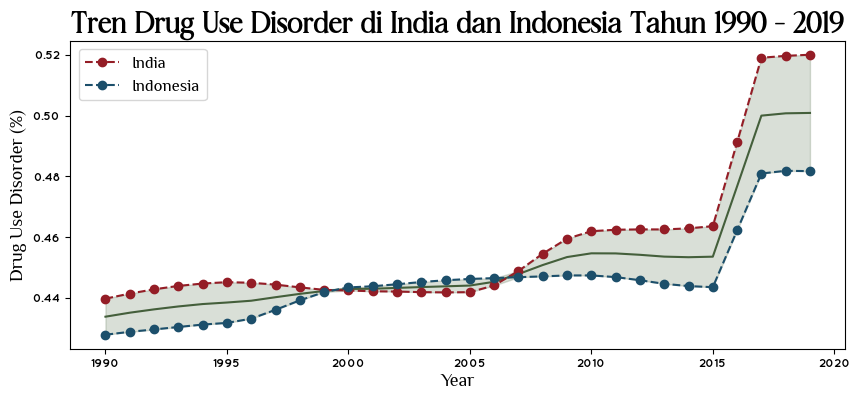 Tren Drug Use Disorder di India dan Indonesia Tahun 1990 - 2019
India
Indonesia
Drug Use Disorder (%)
0.52
0.50
0.48
0.46
0.44
1990 1995 2000 2005 2010 2015 2020
Year